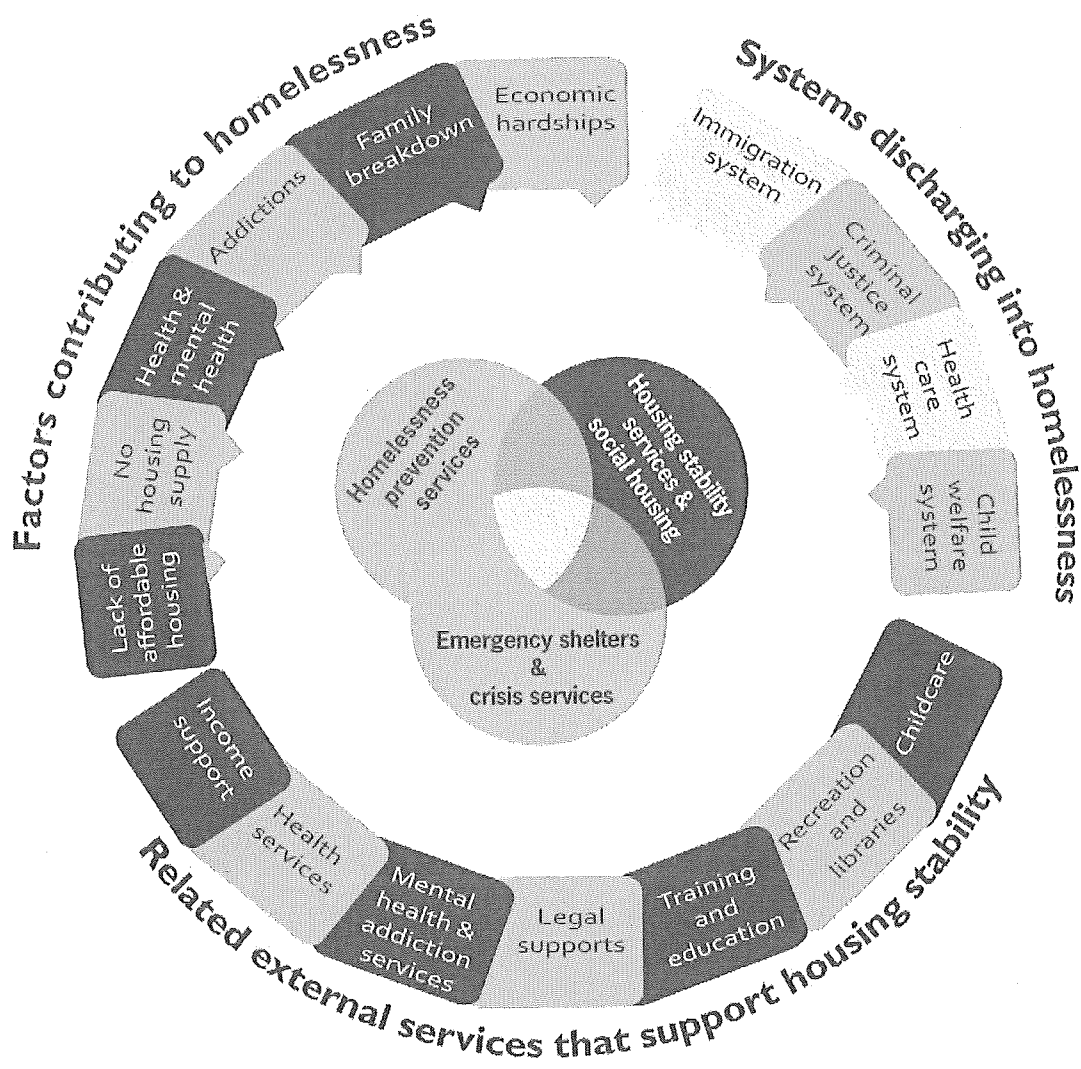 Factors contributing to homelessness
Economic
hardships
Family
breakdown
Addictions
Health &
mental
health
No
housing
supply
Lack of
affordable
housing
Systems discharging into homelessness
Immigration
system
Criminal
justice
system
Health
care
system
Child
welfare
system
Homelessness
prevention
services
Housing stability
services &
social housing
Emergency shelters
&
crisis services
Income
support
Health
services
Mental
health &
addiction
services
Legal
supports
Training
and
education
Recreation
and
libraries
Childcare
Related external services that support housing stability